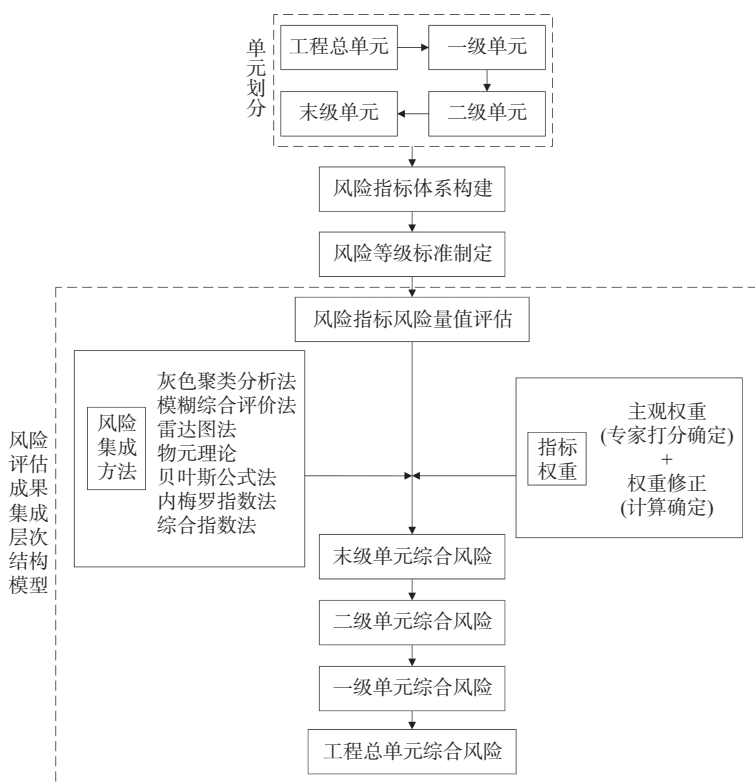 单元划分
工程总单元
一级单元
末级单元
二级单元
风险指标体系构建
风险等级标准制定
风险评估成果集成层次结构模型
风险指标风险量值评估
风险
集成
方法
灰色聚类分析法
模糊综合评价法
雷达图法
物元理论
贝叶斯公式法
内梅罗指数法
综合指数法
指标
权重
主观权重
(专家打分确定)
+
权重修正
(计算确定)
末级单元综合风险
二级单元综合风险
一级单元综合风险
工程总单元综合风险